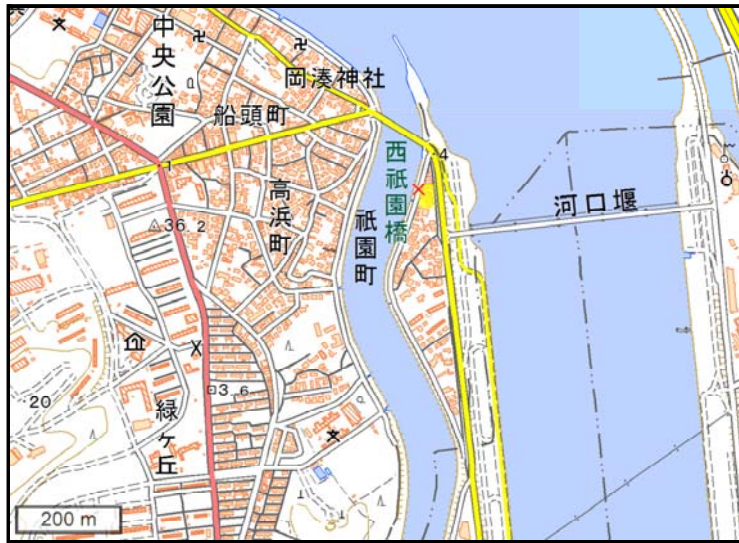 中央公園
岡湊神社
船頭町
西祇園橋
4
1
河口堰
高浜町
祇園町
36.2
3.6
20
緑ヶ丘
200 m